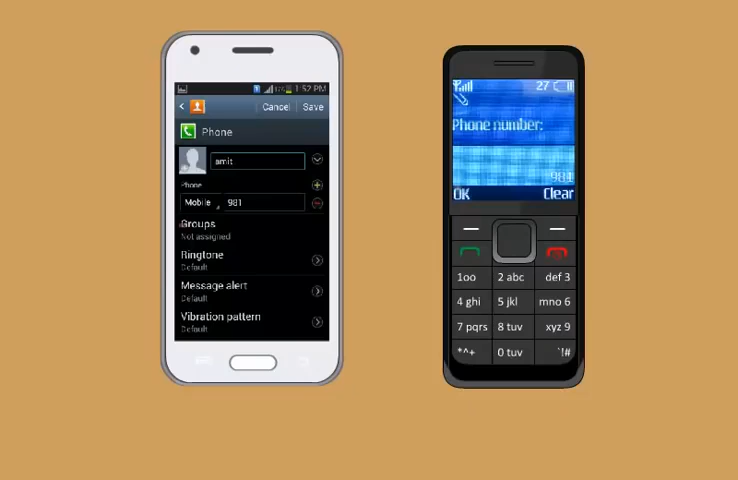 1:52 PM
Cancel Save
Phone
amit
Phone
Mobile 981
Groups
Not assigned
Ringtone
Default
Message alert
Default
Vibration pattern
Default
27
Phone number:
981
OK Clear
1oo 2 abc def 3
4 ghi 5 jkl mno 6
7 pqrs 8 tuv xyz 9
*^+ 0 tuv `!#